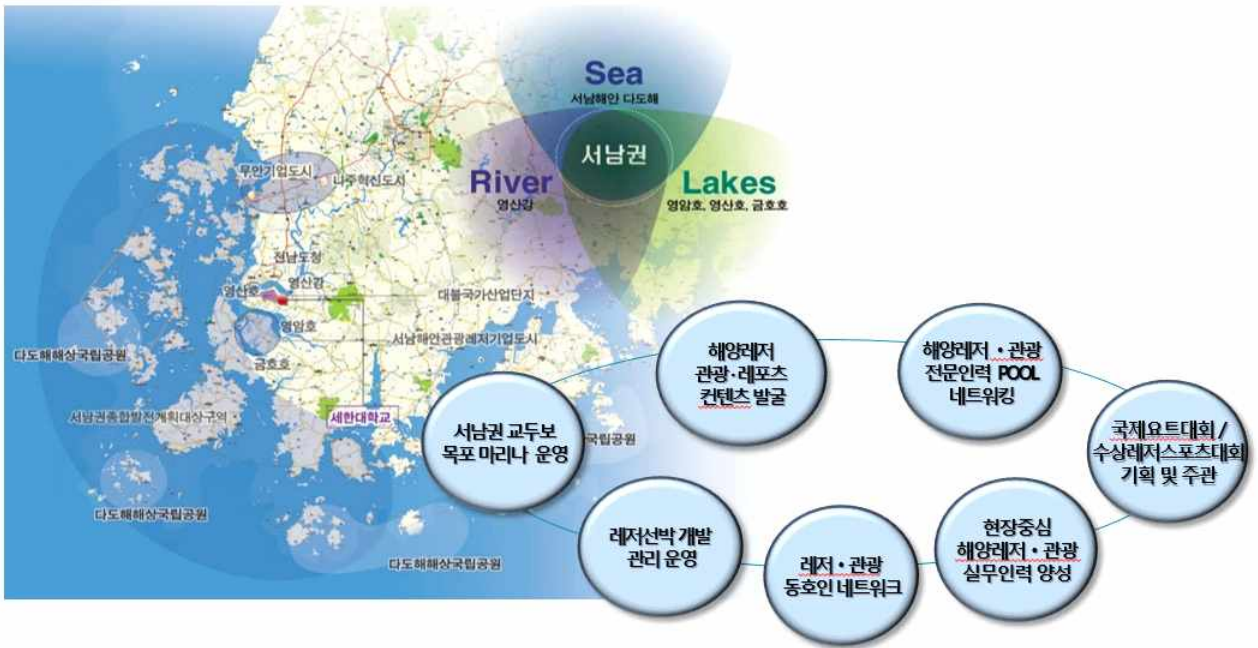 Sea
서남해안 다도해
서남권
River
영산강
Lakes
영암호, 영산호, 금호호
무안기업도시
나주혁신도시
전남도청
영산호
영산강
대불국가산업단지
영암호
서남해안관광레저기업도시
금호호
다도해해상국립공원
서남권종합발전계획대상구역
세한대학교
국립공원
다도해해상국립공원
다도해해상국립공원
서남권 교두보
목포 마리나 운영
해양레저
관광·레포츠
컨텐츠 발굴
해양레저 • 관광
전문인력 POOL
네트워킹
국제요트대회 /
수상레저스포츠대회
기획 및 주관
현장중심
해양레저 • 관광
실무인력 양성
레저 • 관광
동호인 네트워크
레저선박 개발
관리 운영